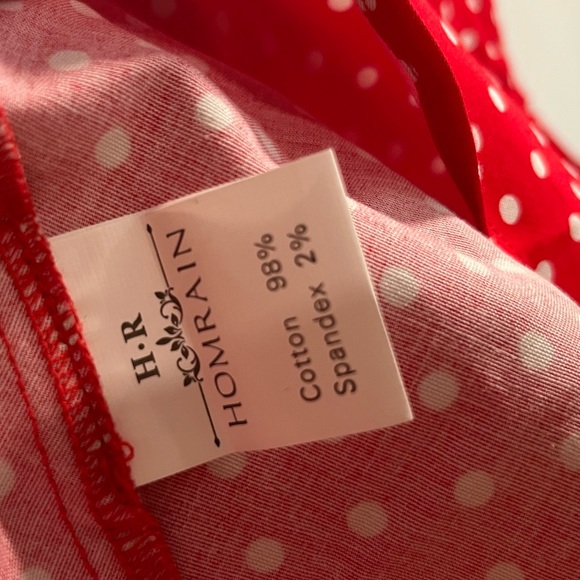 H·R
HOMRAIN
Cotton 98%
Spandex 2%